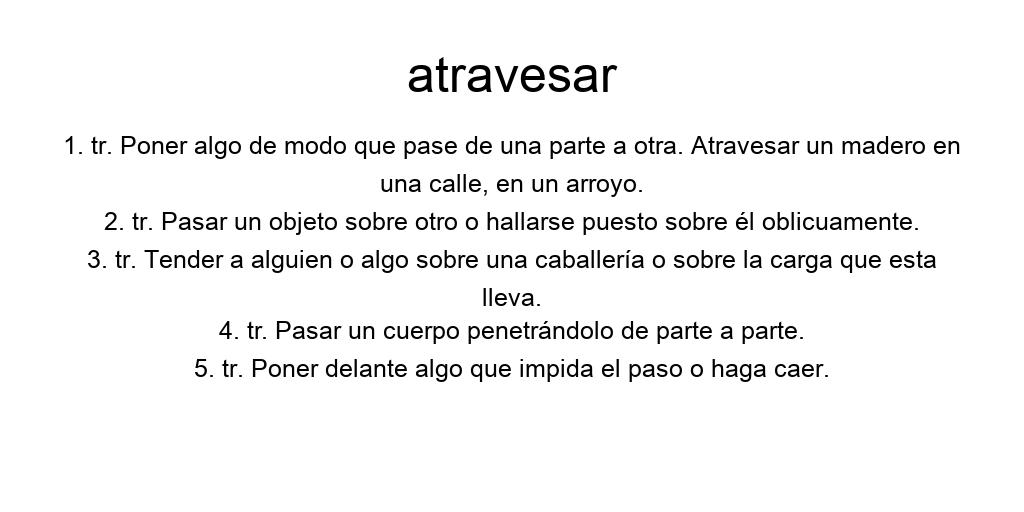 atravesar
1. tr. Poner algo de modo que pase de una parte a otra. Atravesar un madero en
una calle, en un arroyo.
2. tr. Pasar un objeto sobre otro o hallarse puesto sobre él oblicuamente.
3. tr. Tender a alguien o algo sobre una caballería o sobre la carga que esta
lleva.
4. tr. Pasar un cuerpo penetrándolo de parte a parte.
5. tr. Poner delante algo que impida el paso o haga caer.